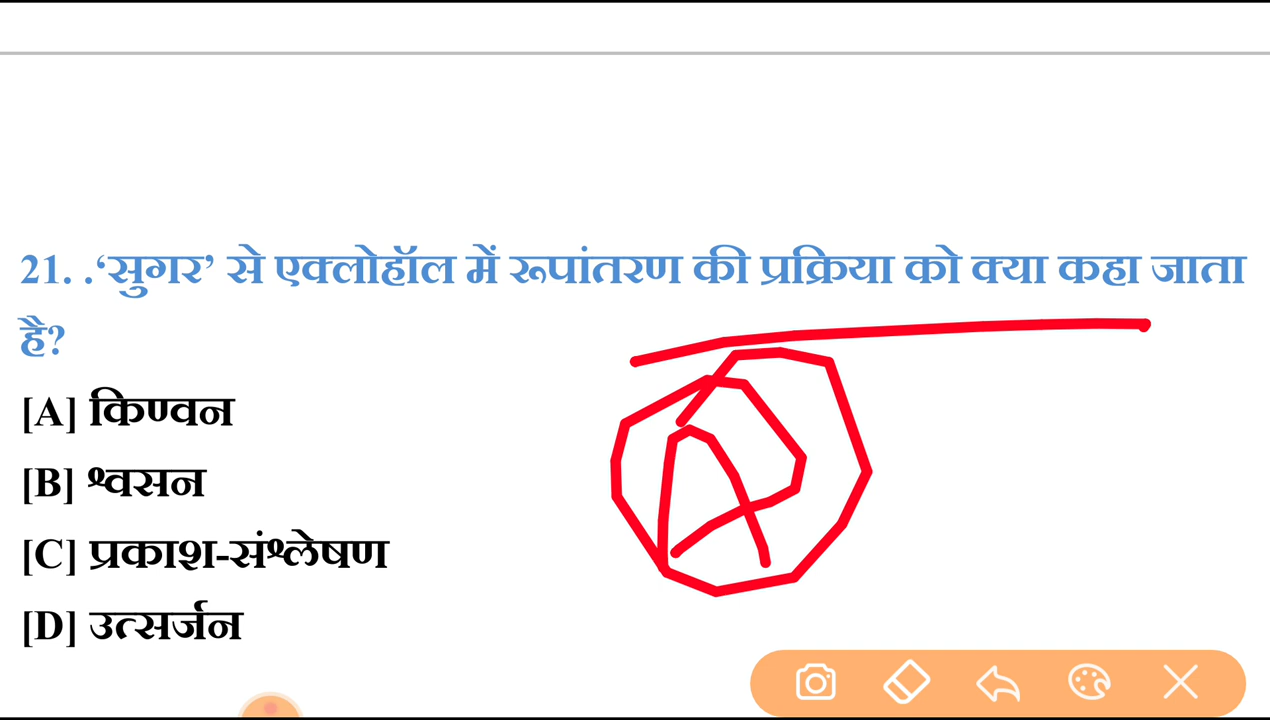 21. .‘सुगर’ से एक्लोहॉल में रूपांतरण की प्रक्रिया को क्या कहा जाता
है?
[A] किण्वन
A
[B] श्वसन
[C] प्रकाश-संश्लेषण
[D] उत्सर्जन